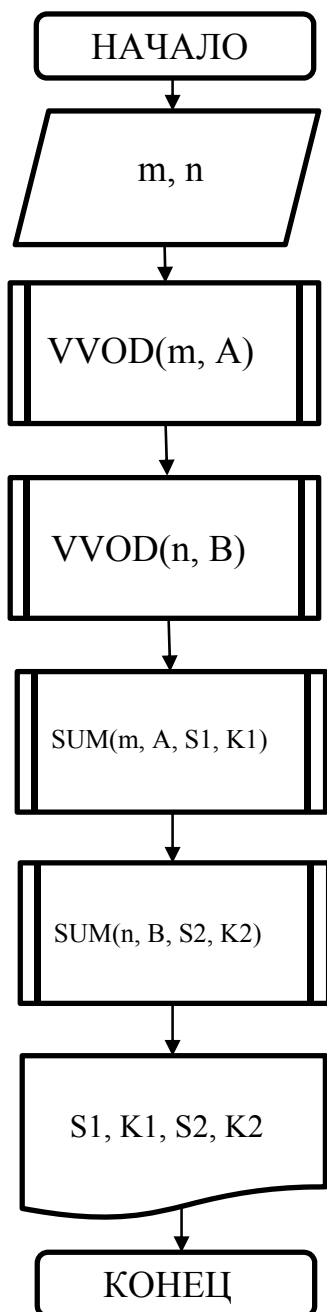 НАЧАЛО
m, n
VVOD(m, A)
VVOD(n, B)
SUM(m, A, S1, K1)
SUM(n, B, S2, K2)
S1, K1, S2, K2
КОНЕЦ